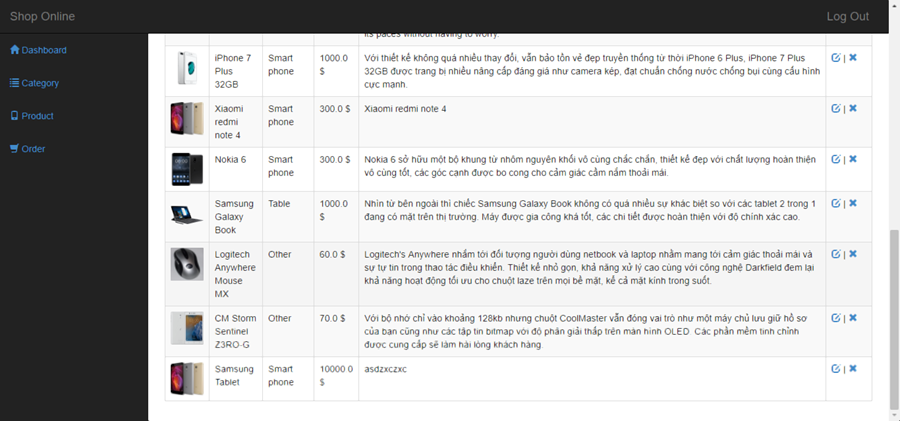 Shop Online
Log Out
Dashboard
Category
Product
Order
its paces without having to worry.
iPhone 7
Plus
32GB
Smart
phone
1000.0
$
Với thiết kế không quá nhiều thay đổi, vẫn bảo tồn vẻ đẹp truyền thống từ thời iPhone 6 Plus, iPhone 7 Plus
32GB được trang bị nhiều nâng cấp đáng giá như camera kép, đạt chuẩn chống nước chống bụi cùng cấu hình
cực mạnh.
|
Xiaomi
redmi
note 4
Smart
phone
300.0 $
Xiaomi redmi note 4
|
Nokia 6
Smart
phone
300.0 $
Nokia 6 sở hữu một bộ khung từ nhôm nguyên khối vô cùng chắc chắn, thiết kế đẹp với chất lượng hoàn thiện
vô cùng tốt, các góc cạnh được bo cong cho cảm giác cầm nắm thoải mái.
|
Samsung
Galaxy
Book
Table
1000.0
$
Nhìn từ bên ngoài thì chiếc Samsung Galaxy Book không có quá nhiều sự khác biệt so với các tablet 2 trong 1
đang có mặt trên thị trường. Máy được gia công khá tốt, các chi tiết được hoàn thiện với độ chính xác cao.
|
Logitech
Anywhere
Mouse
MX
Other
60.0 $
Logitech's Anywhere nhắm tới đối tượng người dùng netbook và laptop nhằm mang tới cảm giác thoải mái và
sự tự tin trong thao tác điều khiển. Thiết kế nhỏ gọn, khả năng xử lý cao cùng với công nghệ Darkfield đem lại
khả năng hoạt động tối ưu cho chuột laze trên mọi bề mặt, kể cả mặt kính trong suốt.
|
CM Storm
Sentinel
Z3RO-G
Other
70.0 $
Với bộ nhớ chỉ vào khoảng 128kb nhưng chuột CoolMaster vẫn đóng vai trò như một máy chủ lưu giữ hồ sơ
của bạn cũng như các tập tin bitmap với độ phân giải thấp trên màn hình OLED. Các phần mềm tinh chỉnh
được cung cấp sẽ làm hài lòng khách hàng.
|
Samsung
Tablet
Smart
phone
10000.0
$
asdzxczxc
|